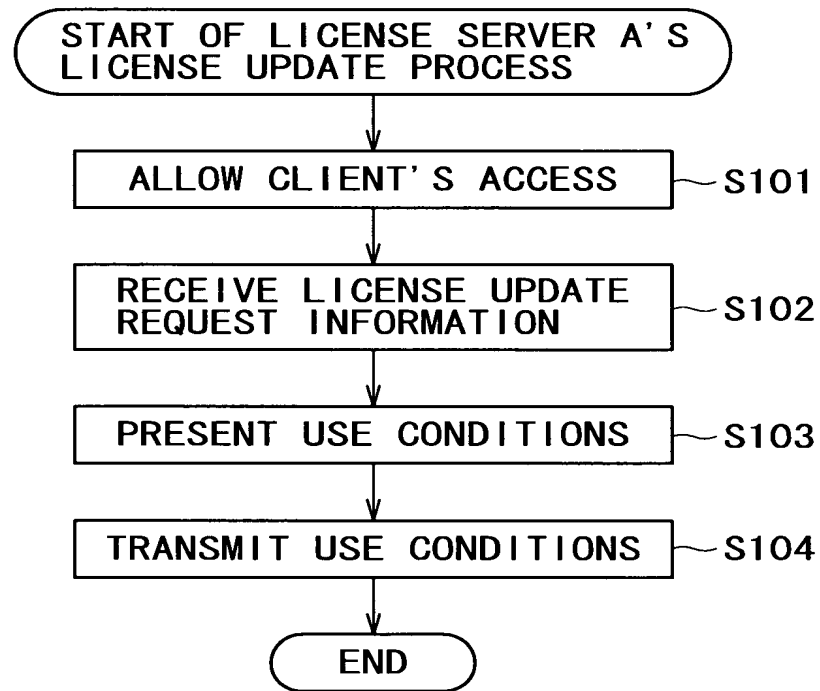 START OF LICENSE SERVER A'S
LICENSE UPDATE PROCESS
ALLOW CLIENT'S ACCESS
S101
RECEIVE LICENSE UPDATE
REQUEST INFORMATION
S102
PRESENT USE CONDITIONS
S103
TRANSMIT USE CONDITIONS
S104
END